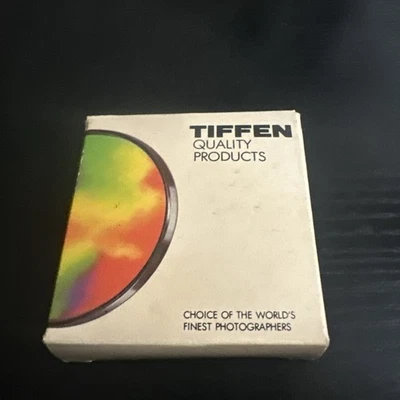 TIFFEN
QUALITY
PRODUCTS
CHOICE OF THE WORLD'S
FINEST PHOTOGRAPHERS